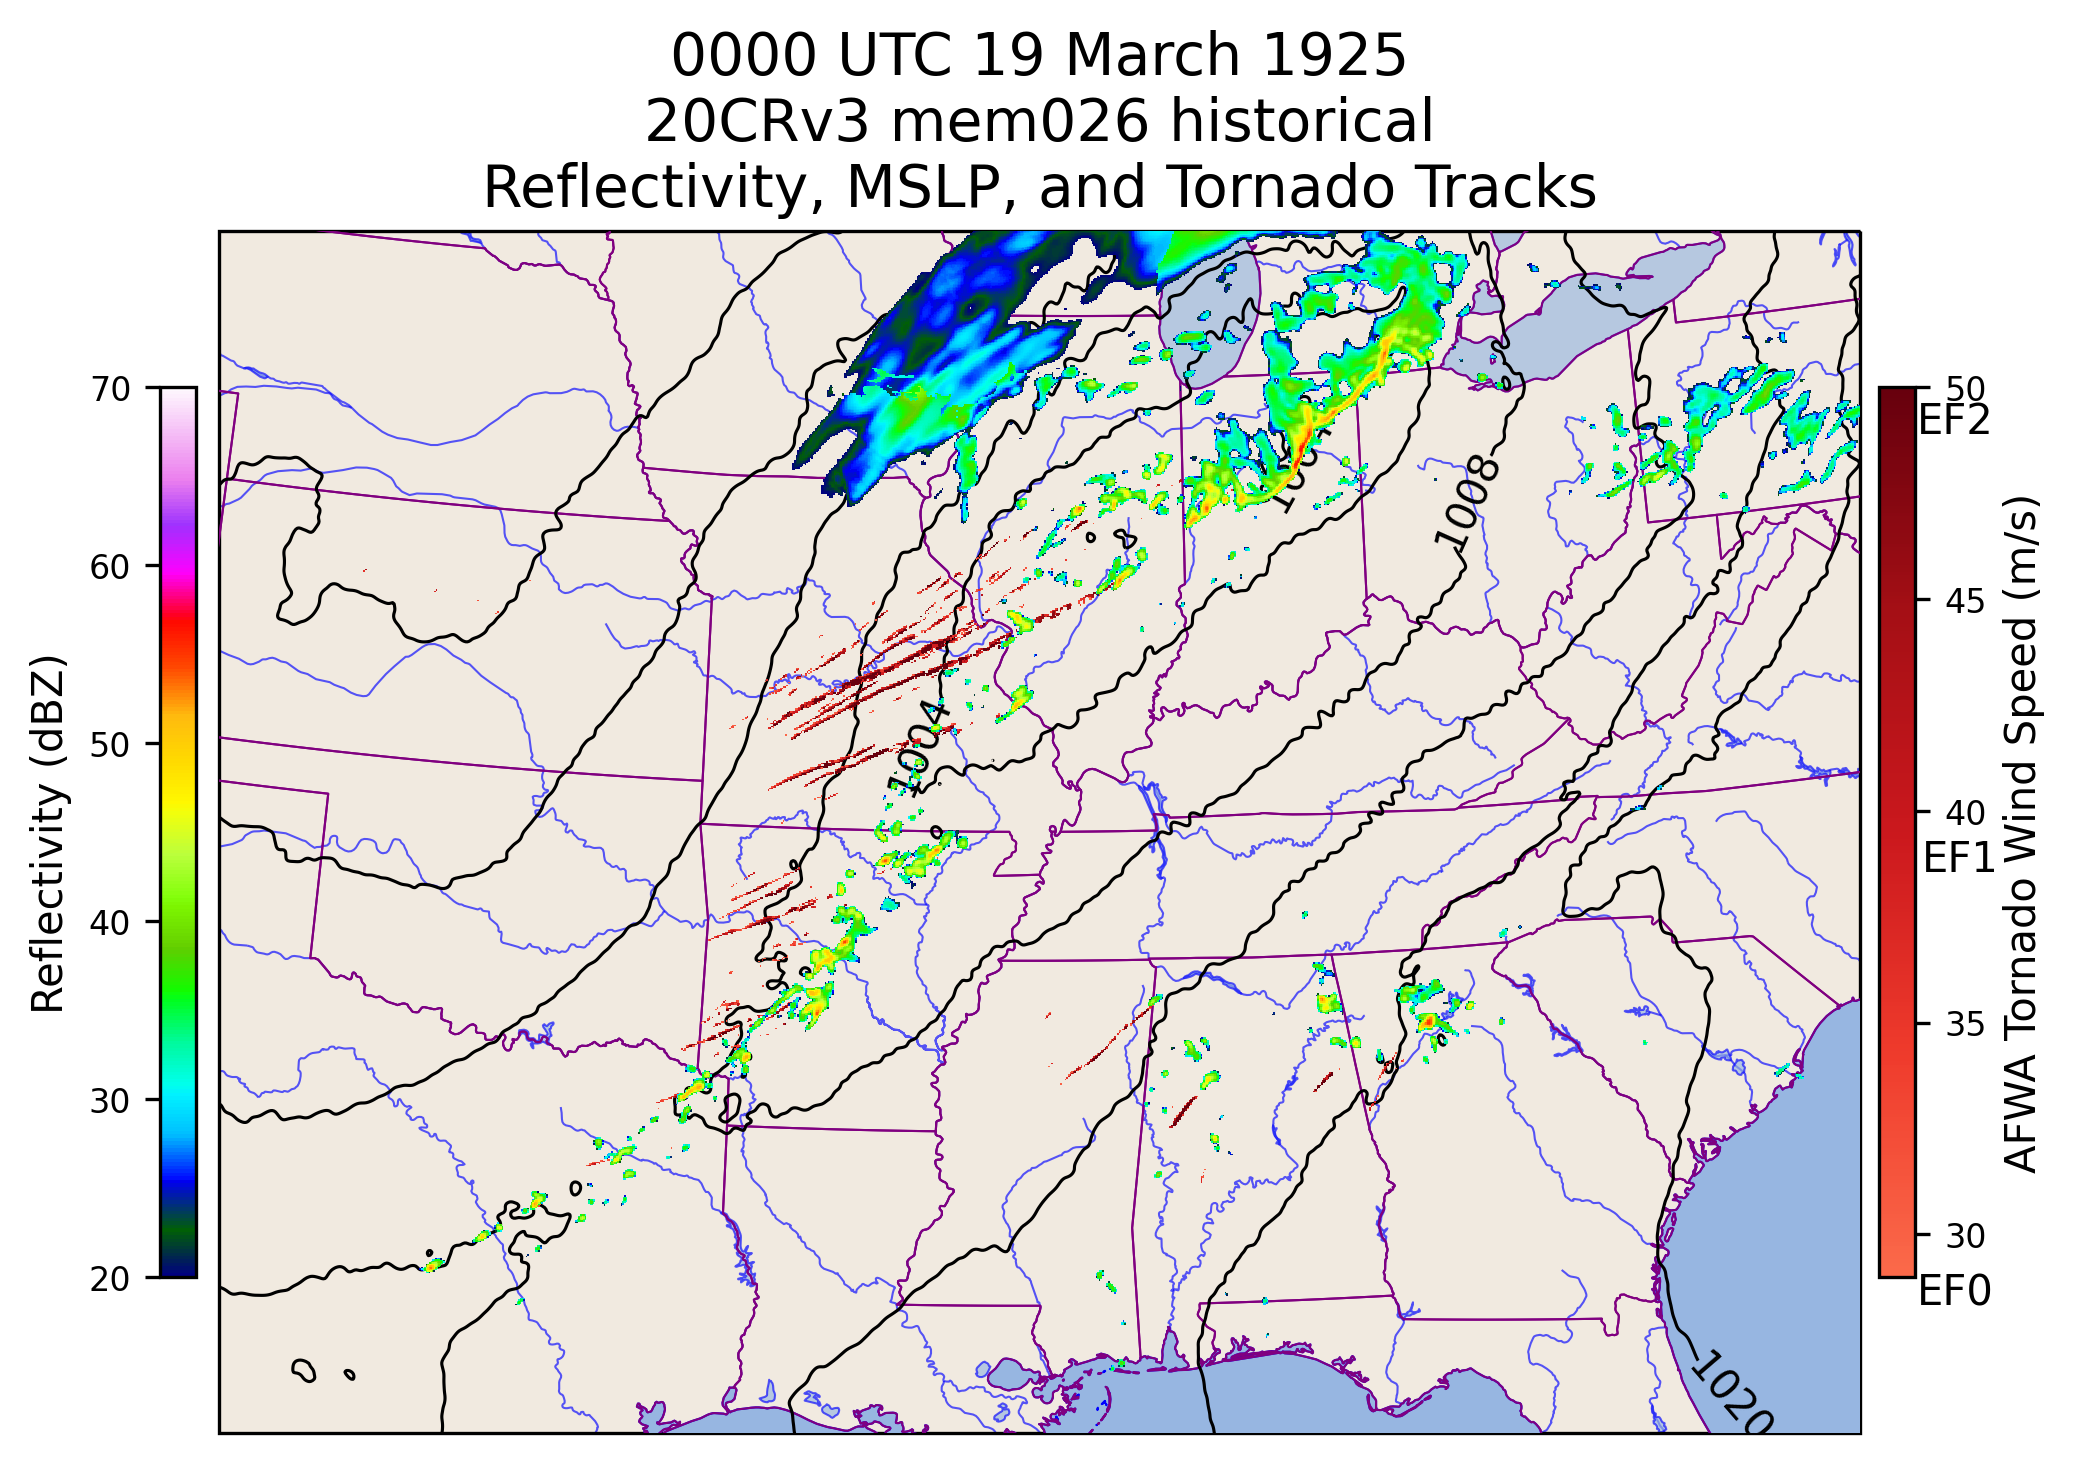 0000 UTC 19 March 1925
20CRv3 mem026 historical
Reflectivity, MSLP, and Tornado Tracks
70
60
50
40
30
20
Reflectivity (dBZ)
1008
1004
1020
50
EF2
45
40
EF1
35
30
EF0
AFWA Tornado Wind Speed (m/s)